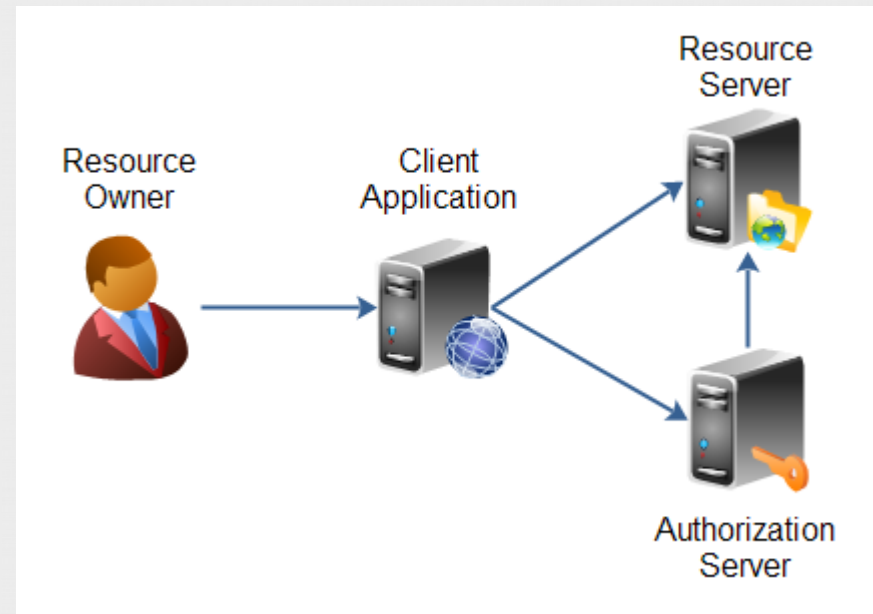 Resource
Owner
Client
Application
Resource
Server
Authorization
Server